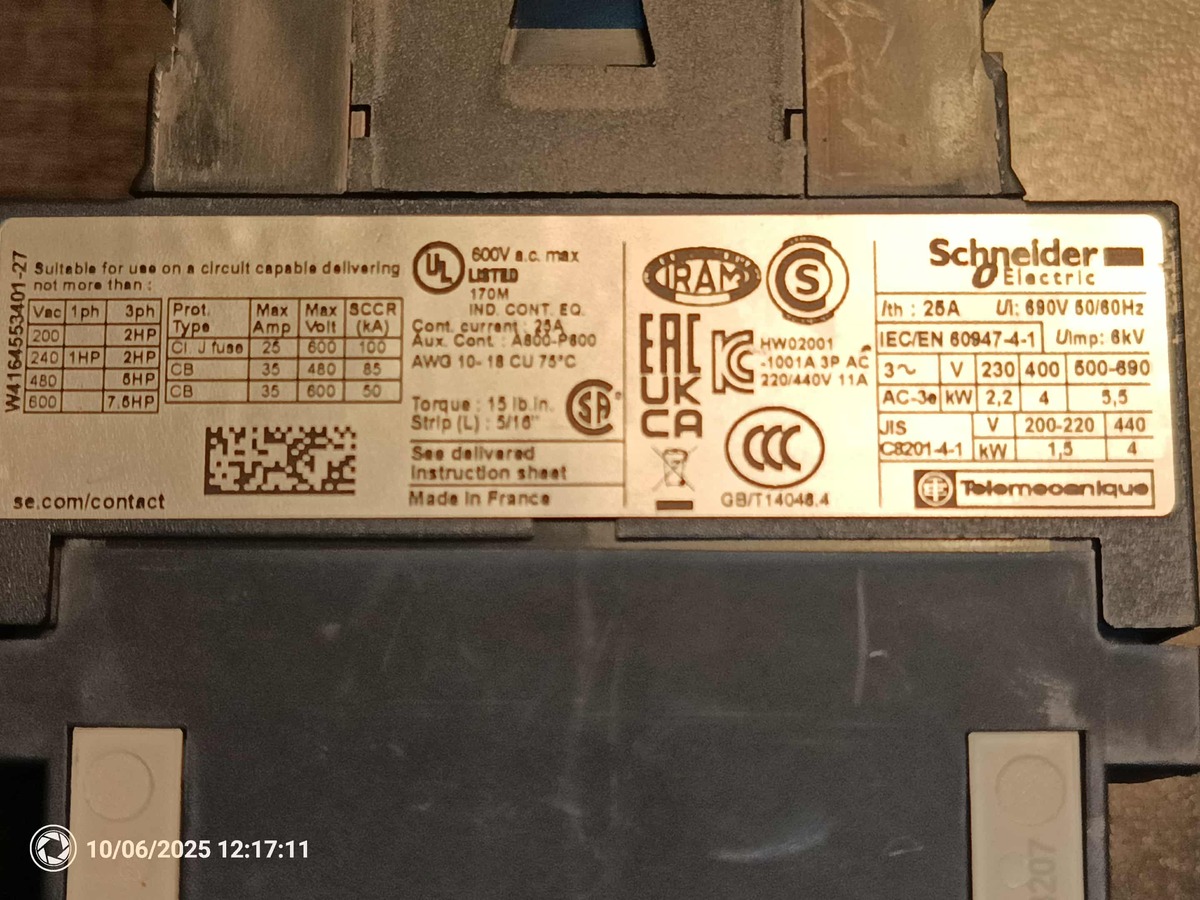 W41645553401-27
Suitable for use on a circuit capable delivering
not more than :
Vac 1ph 3ph
200 2HP
240 1HP 2HP
480 5HP
600 7.5HP
Prot. Type Max Amp Max Volt SCCR (kA)
Cl. J fuse 25 600 100
CB 35 480 85
CB 35 600 50
se.com/contact
UL
600V a.c. max
LISTED
170M
IND. CONT. EQ.
Cont. current : 25A
Aux. Cont. : A600-P600
AWG 10-18 CU 75°C
Torque : 15 lb.in.
Strip (L) : 5/16"
SA
See delivered
Instruction sheet
Made in France
IRAM
S
EAC
UK
CA
HW02001
-1001A 3P AC
220/440V 11A
CCC
GB/T14048.4
Schneider
Electric
Ith : 25A Ui: 690V 50/60Hz
IEC/EN 60947-4-1 Uimp: 6kV
3~ V 230 400 500-690
AC-3e kW 2,2 4 5,5
JIS C8201-4-1 V 200-220 440
kW 1,5 4
Telemecanique
207
10/06/2025 12:17:11